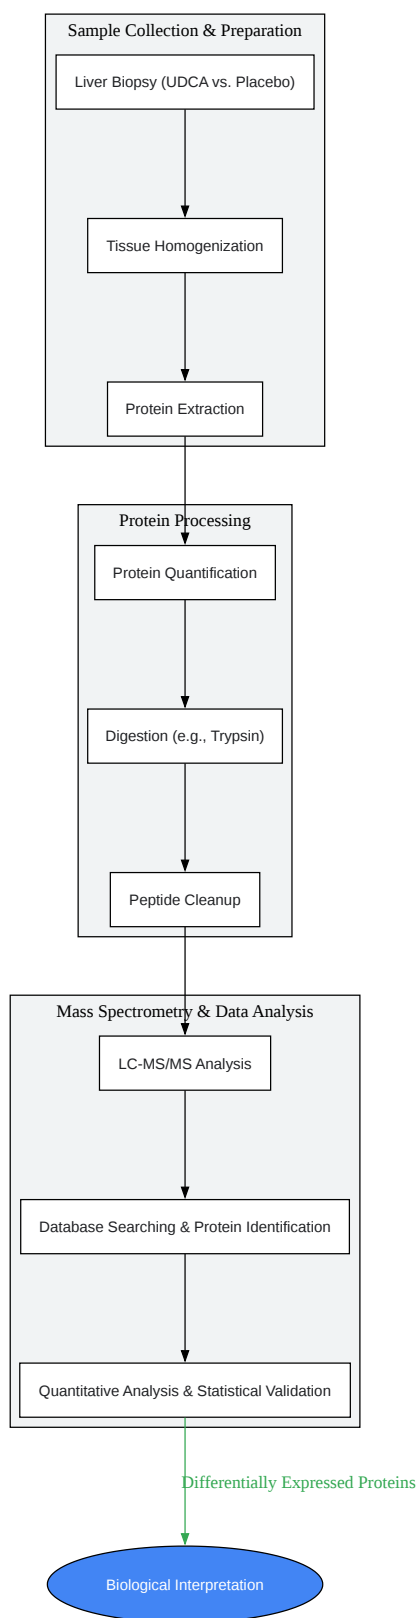 Sample Collection & Preparation
Liver Biopsy (UDCA vs. Placebo)
Tissue Homogenization
Protein Extraction
Protein Processing
Protein Quantification
Digestion (e.g., Trypsin)
Peptide Cleanup
Mass Spectrometry & Data Analysis
LC-MS/MS Analysis
Database Searching & Protein Identification
Quantitative Analysis & Statistical Validation
Differentially Expressed Proteins
Biological Interpretation